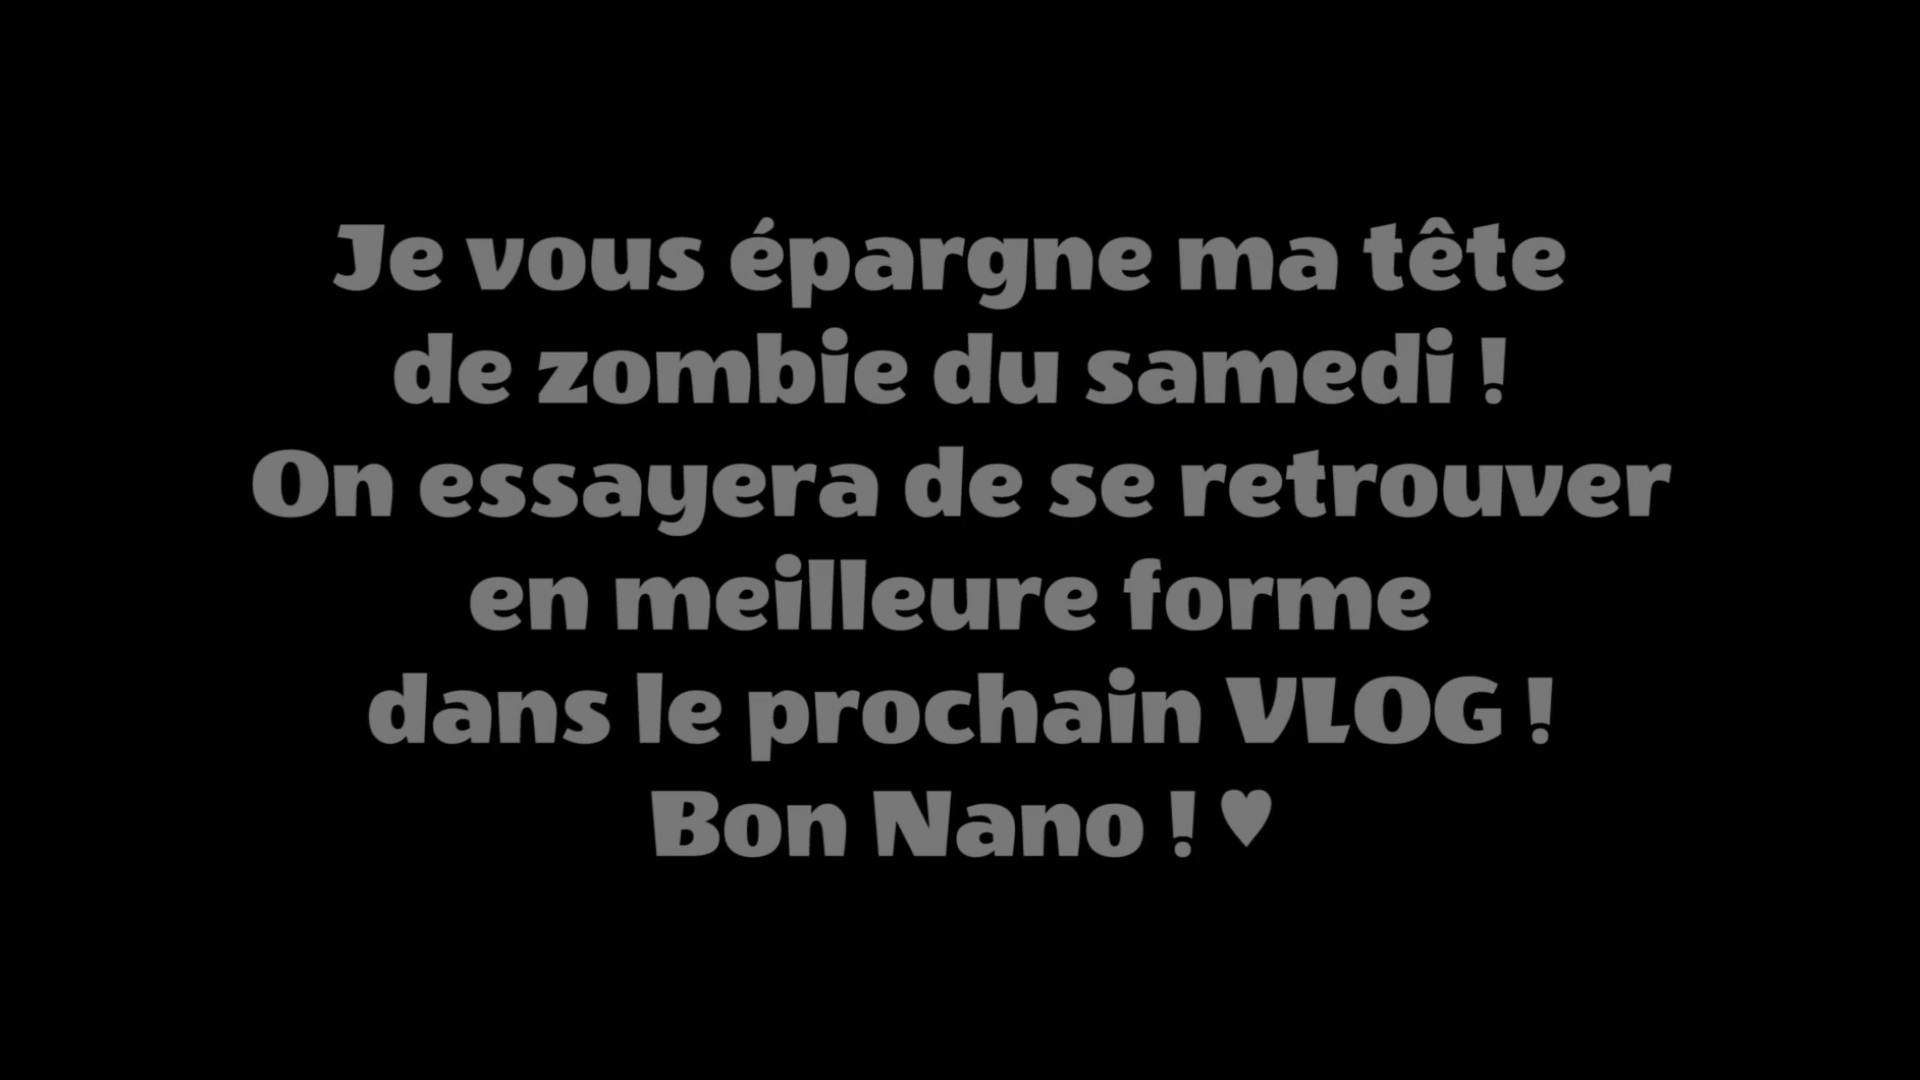 Je vous épargne ma tête
de zombie du samedi !
On essayera de se retrouver
en meilleure forme
dans le prochain VLOG !
Bon Nano ! ♥